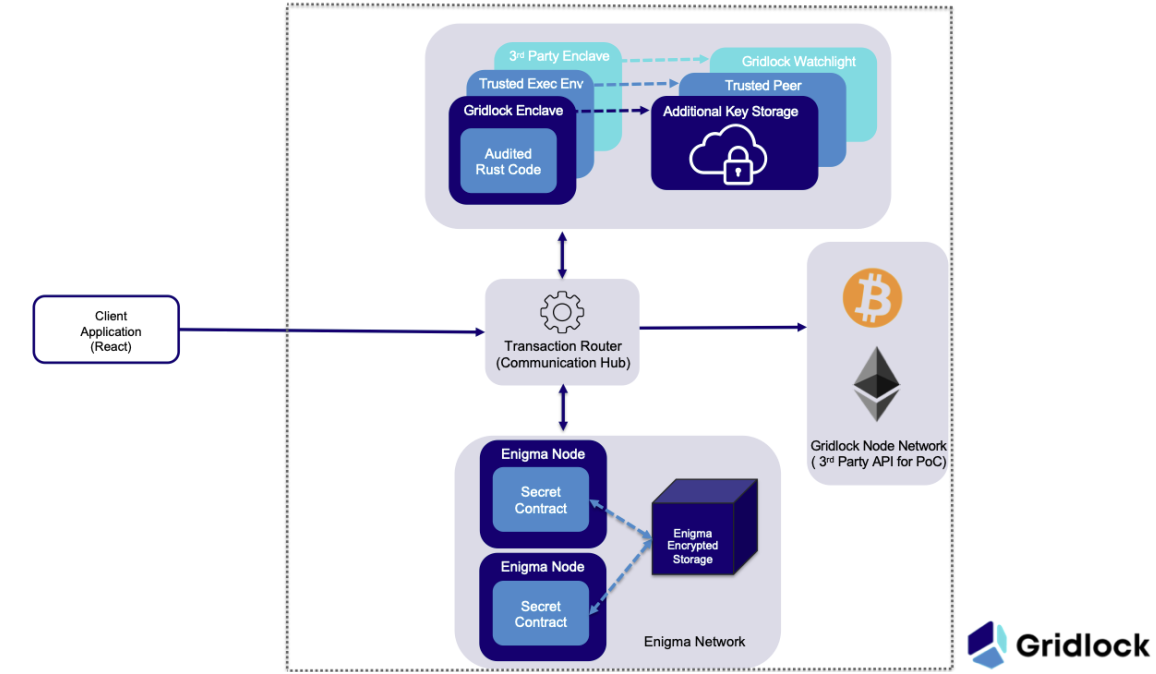 3rd Party Enclave
Gridlock Watchlight
Trusted Exec Env
Trusted Peer
Gridlock Enclave
Additional Key Storage
Audited
Rust Code
Client
Application
(React)
Transaction Router
(Communication Hub)
Gridlock Node Network
( 3rd Party API for PoC)
Enigma Node
Secret
Contract
Enigma
Encrypted
Storage
Enigma Node
Secret
Contract
Enigma Network
Gridlock